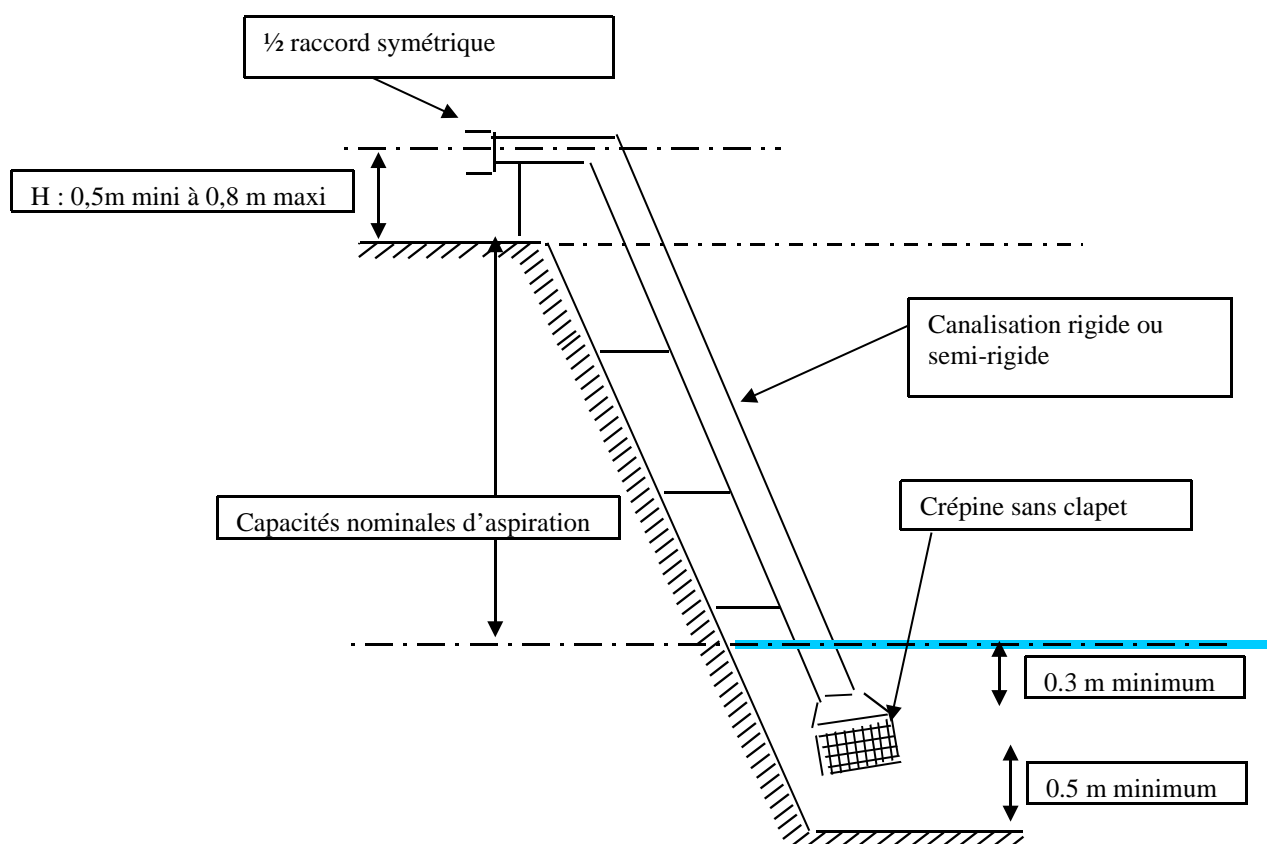 ½ raccord symétrique
H : 0,5m mini à 0,8 m maxi
Canalisation rigide ou
semi-rigide
Capacités nominales d’aspiration
Crépine sans clapet
0.3 m minimum
0.5 m minimum